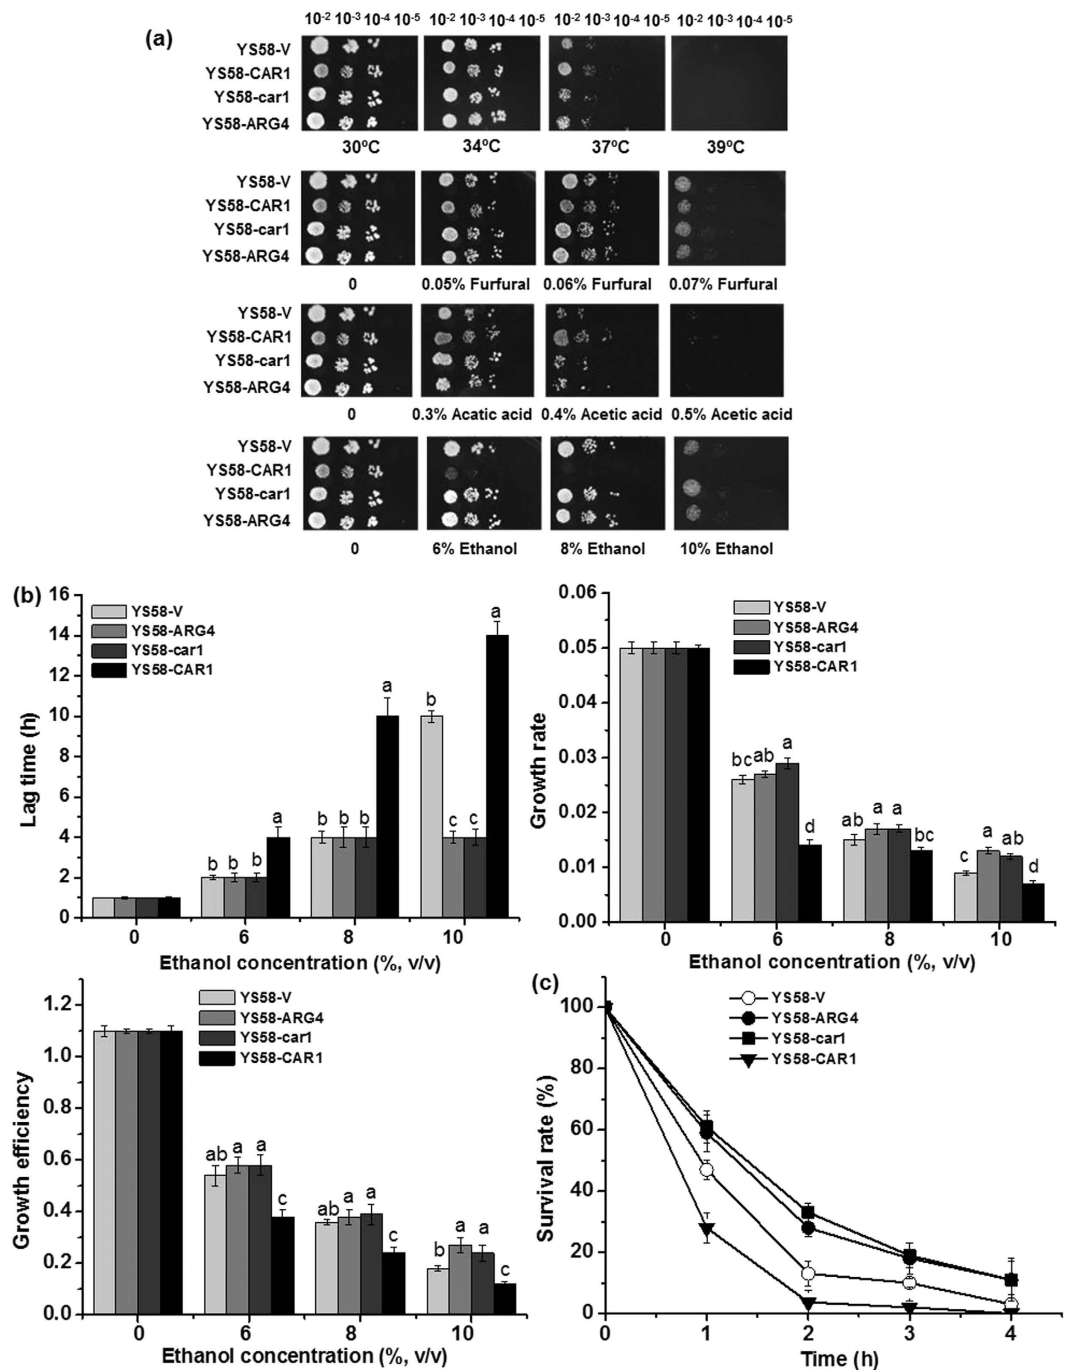 10-2 10-3 10-4 10-5 10-2 10-3 10-4 10-5 10-2 10-3 10-4 10-5 10-2 10-3 10-4 10-5
(a)
YS58-V
YS58-CAR1
YS58-car1
YS58-ARG4
30ºC 34ºC 37ºC 39ºC
YS58-V
YS58-CAR1
YS58-car1
YS58-ARG4
0 0.05% Furfural 0.06% Furfural 0.07% Furfural
YS58-V
YS58-CAR1
YS58-car1
YS58-ARG4
0 0.3% Acatic acid 0.4% Acetic acid 0.5% Acetic acid
YS58-V
YS58-CAR1
YS58-car1
YS58-ARG4
0 6% Ethanol 8% Ethanol 10% Ethanol
(b)
Lag time (h)
16
14
12
10
8
6
4
2
0
YS58-V
YS58-ARG4
YS58-car1
YS58-CAR1
b b b a
b b b a
b c c a
0 6 8 10
Ethanol concentration (%, v/v)
Growth rate
0.06
0.05
0.04
0.03
0.02
0.01
0.00
YS58-V
YS58-ARG4
YS58-car1
YS58-CAR1
bc ab a d
ab a a bc
c a ab d
0 6 8 10
Ethanol concentration (%, v/v)
Growth efficiency
1.2
0.9
0.6
0.4
0.2
0.0
YS58-V
YS58-ARG4
YS58-car1
YS58-CAR1
ab a a c
ab a a c
b a a c
0 6 8 10
Ethanol concentration (%, v/v)
(c)
Survival rate (%)
100
80
60
40
20
0
YS58-V
YS58-ARG4
YS58-car1
YS58-CAR1
0 1 2 3 4
Time (h)